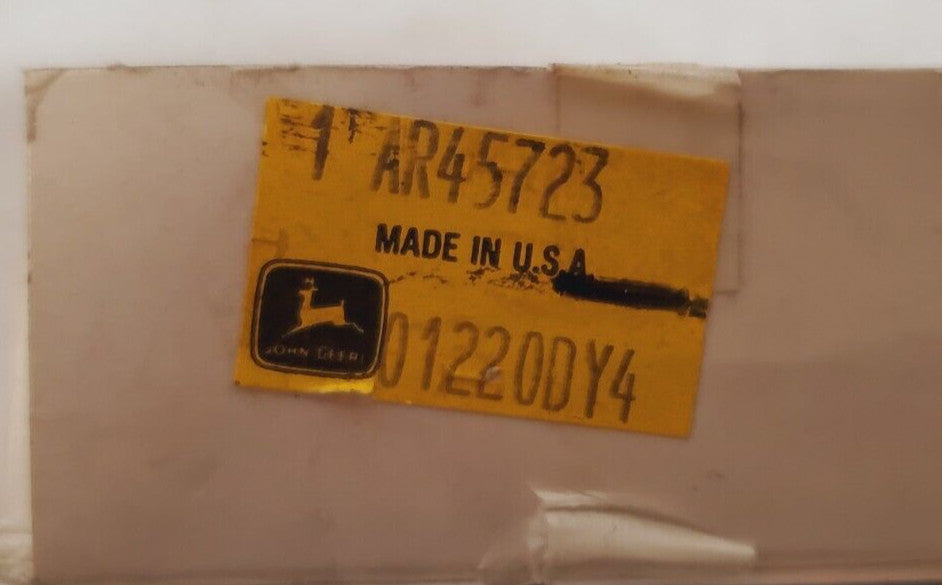 1 AR45723
MADE IN U.S.A.
JOHN DEERE
01220DY4